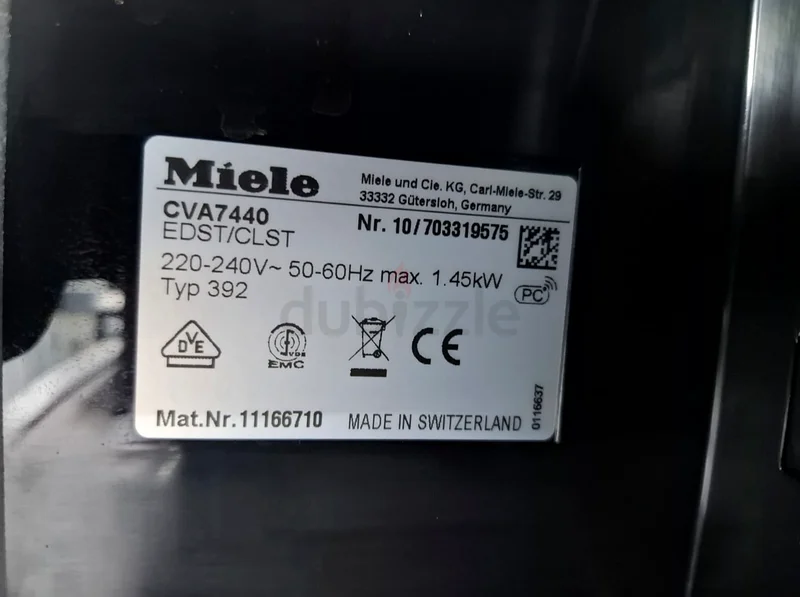 Miele
Miele und Cie. KG, Carl-Miele-Str. 29
33332 Gütersloh, Germany
CVA7440
Nr. 10/703319575
EDST/CLST
220-240V~ 50-60Hz max. 1.45kW
Typ 392
PC
dubizzle
DVE
VDE
EMC
CE
Mat.Nr.11166710
MADE IN SWITZERLAND
0116637